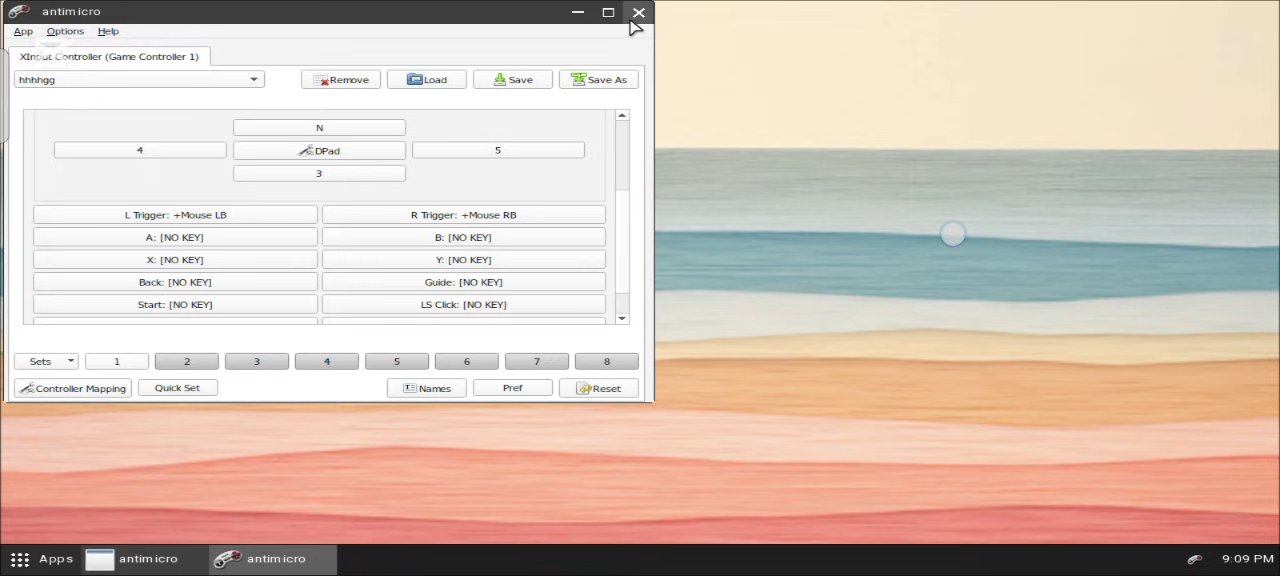 antimicro
App Options Help
XInput Controller (Game Controller 1)
hhhhgg Remove Load Save Save As
N
4 DPad 5
3
L Trigger: +Mouse LB R Trigger: +Mouse RB
A: [NO KEY] B: [NO KEY]
X: [NO KEY] Y: [NO KEY]
Back: [NO KEY] Guide: [NO KEY]
Start: [NO KEY] LS Click: [NO KEY]
Sets 1 2 3 4 5 6 7 8
Controller Mapping Quick Set Names Pref Reset
Apps antimicro antimicro 9:09 PM